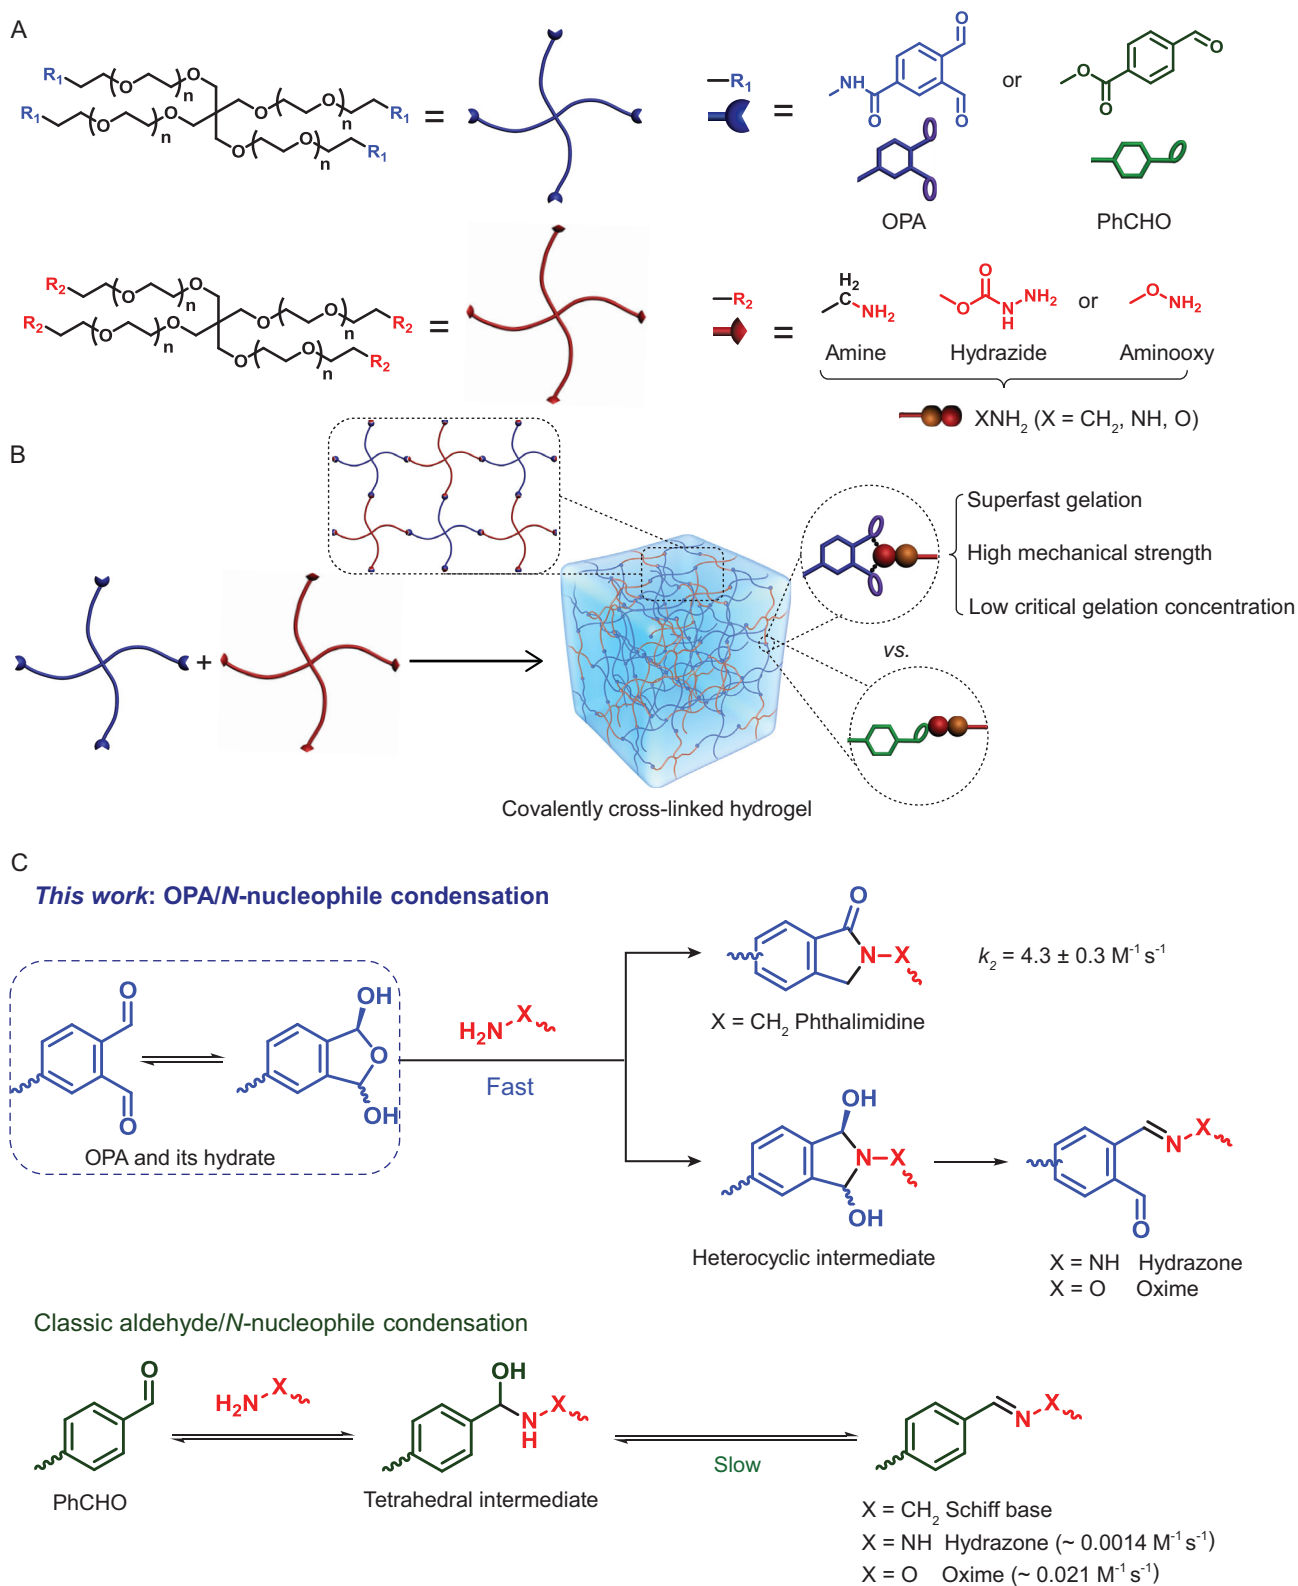 A
R₁ O O n
R₁ O O n
O O n R₁
O O n R₁
=
—R₁
=
NH O O O
or
O O O
OPA
PhCHO
R₂ O O n
R₂ O O n
O O n R₂
O O n R₂
=
—R₂
=
H₂ C NH₂
O O N H NH₂
or
O NH₂
Amine
Hydrazide
Aminooxy
XNH₂ (X = CH₂, NH, O)
B
+
Superfast gelation
High mechanical strength
Low critical gelation concentration
vs.
Covalently cross-linked hydrogel
C
This work: OPA/N-nucleophile condensation
O O
OH O OH
OPA and its hydrate
H₂N X
Fast
O N X
k₂ = 4.3 ± 0.3 M⁻¹ s⁻¹
X = CH₂ Phthalimidine
OH N X OH
Heterocyclic intermediate
N X O
X = NH Hydrazone
X = O Oxime
Classic aldehyde/N-nucleophile condensation
O
PhCHO
H₂N X
OH N H X
Tetrahedral intermediate
Slow
N X
X = CH₂ Schiff base
X = NH Hydrazone (~ 0.0014 M⁻¹ s⁻¹)
X = O Oxime (~ 0.021 M⁻¹ s⁻¹)